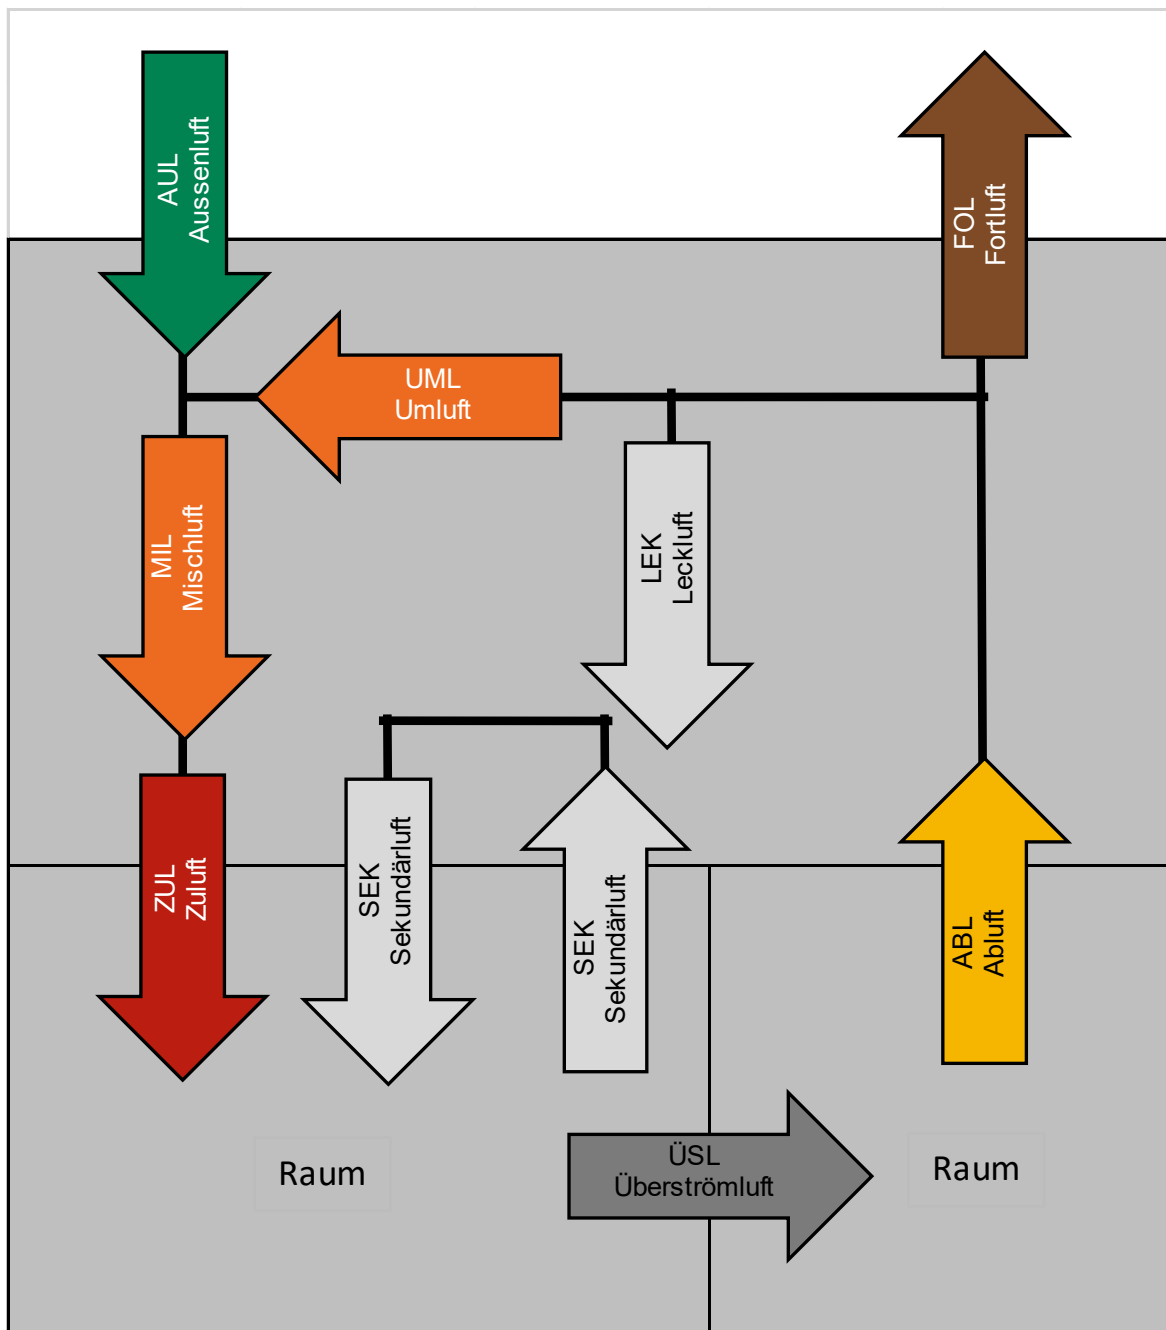 AUL
Aussenluft
FOL
Fortluft
UML
Umluft
MIL
Mischluft
LEK
Leckluft
ZUL
Zuluft
SEK
Sekundärluft
SEK
Sekundärluft
ABL
Abluft
Raum
ÜSL
Überströmluft
Raum